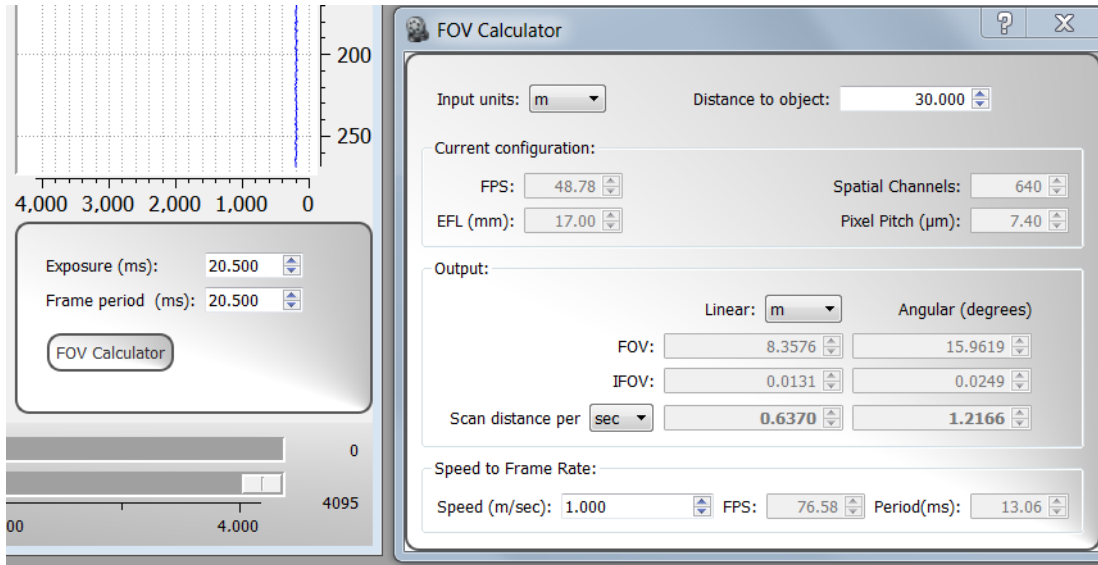 200
250
4,000 3,000 2,000 1,000 0
Exposure (ms): 20.500
Frame period (ms): 20.500
FOV Calculator
0
4095
00 4.000
FOV Calculator
Input units: m Distance to object: 30.000
Current configuration:
FPS: 48.78 Spatial Channels: 640
EFL (mm): 17.00 Pixel Pitch (µm): 7.40
Output:
Linear: m Angular (degrees)
FOV: 8.3576 15.9619
IFOV: 0.0131 0.0249
Scan distance per sec 0.6370 1.2166
Speed to Frame Rate:
Speed (m/sec): 1.000 FPS: 76.58 Period(ms): 13.06